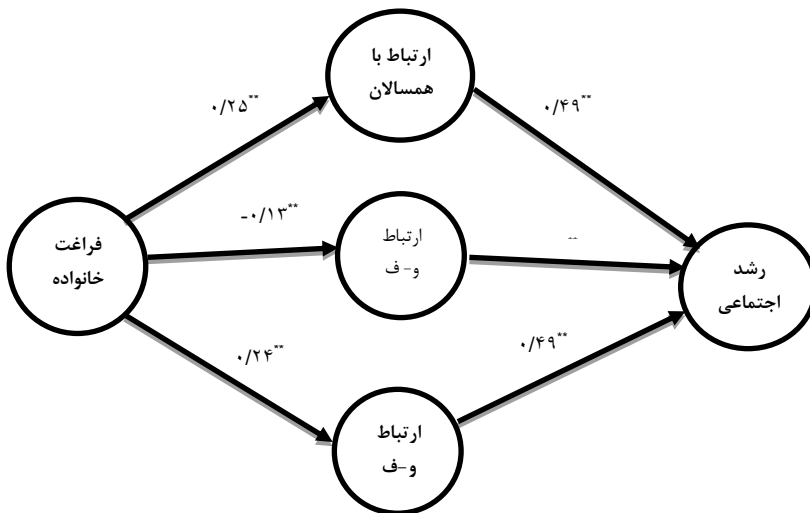 ارتباط با
همسالان
۰/۲۵**
۰/۴۹**
فراغت
خانواده
-۰/۱۳**
ارتباط
و- ف
**
رشد
اجتماعی
۰/۲۴**
۰/۴۹**
ارتباط
و-ف